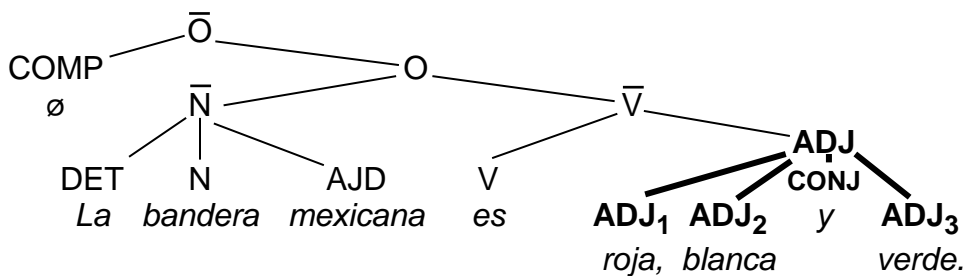 O̅
COMP O
ø N̅ V̅
ADJ
DET N AJD V CONJ
La bandera mexicana es ADJ₁ ADJ₂ y ADJ₃
roja, blanca verde.